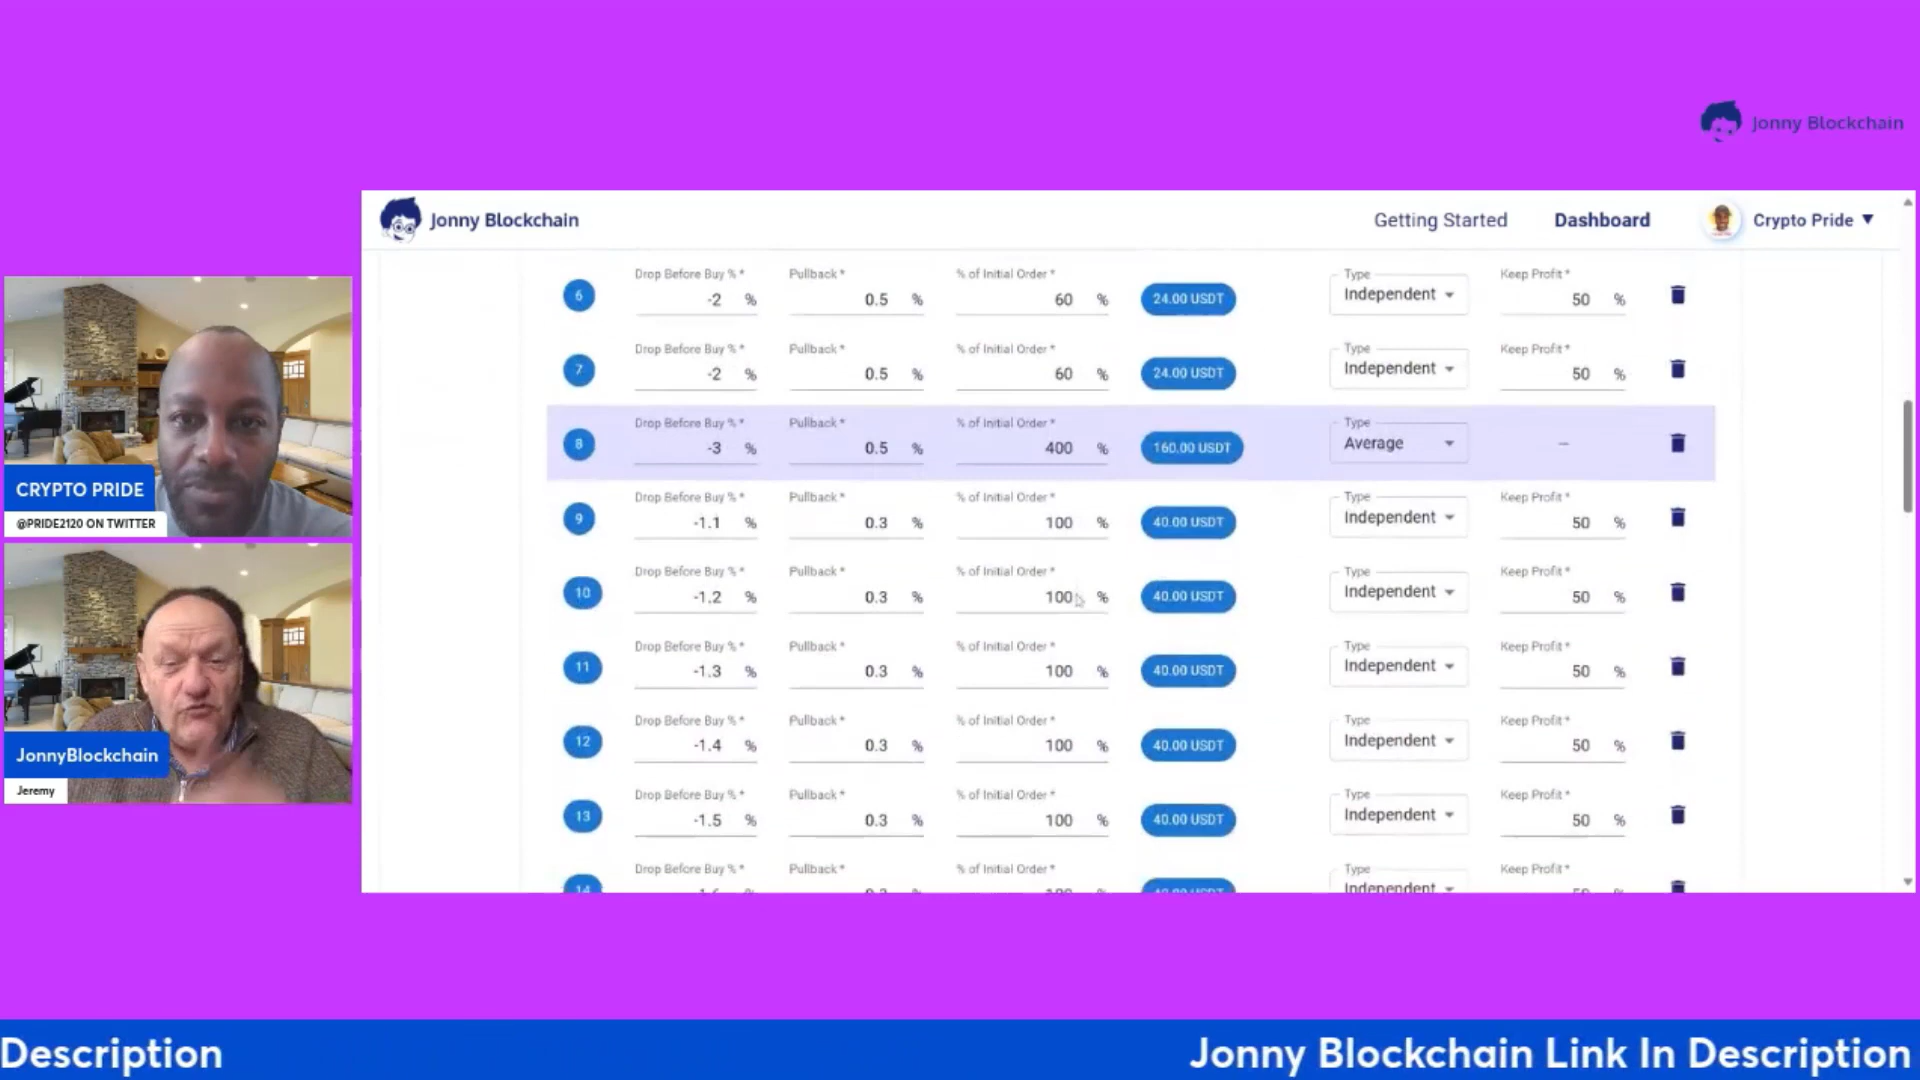 Jonny Blockchain
Jonny Blockchain Getting Started Dashboard Crypto Pride ▼
Drop Before Buy % * Pullback * % of Initial Order * Type Keep Profit *
6 -2 % 0.5 % 60 % 24.00 USDT Independent 50 %
Drop Before Buy % * Pullback * % of Initial Order * Type Keep Profit *
7 -2 % 0.5 % 60 % 24.00 USDT Independent 50 %
Drop Before Buy % * Pullback * % of Initial Order * Type
8 -3 % 0.5 % 400 % 160.00 USDT Average –
Drop Before Buy % * Pullback * % of Initial Order * Type Keep Profit *
9 -1.1 % 0.3 % 100 % 40.00 USDT Independent 50 %
Drop Before Buy % * Pullback * % of Initial Order * Type Keep Profit *
10 -1.2 % 0.3 % 100 % 40.00 USDT Independent 50 %
Drop Before Buy % * Pullback * % of Initial Order * Type Keep Profit *
11 -1.3 % 0.3 % 100 % 40.00 USDT Independent 50 %
Drop Before Buy % * Pullback * % of Initial Order * Type Keep Profit *
12 -1.4 % 0.3 % 100 % 40.00 USDT Independent 50 %
Drop Before Buy % * Pullback * % of Initial Order * Type Keep Profit *
13 -1.5 % 0.3 % 100 % 40.00 USDT Independent 50 %
Drop Before Buy % * Pullback * % of Initial Order * Type Keep Profit *
14 Independent
CRYPTO PRIDE
@PRIDE2120 ON TWITTER
JonnyBlockchain
Jeremy
Description Jonny Blockchain Link In Description